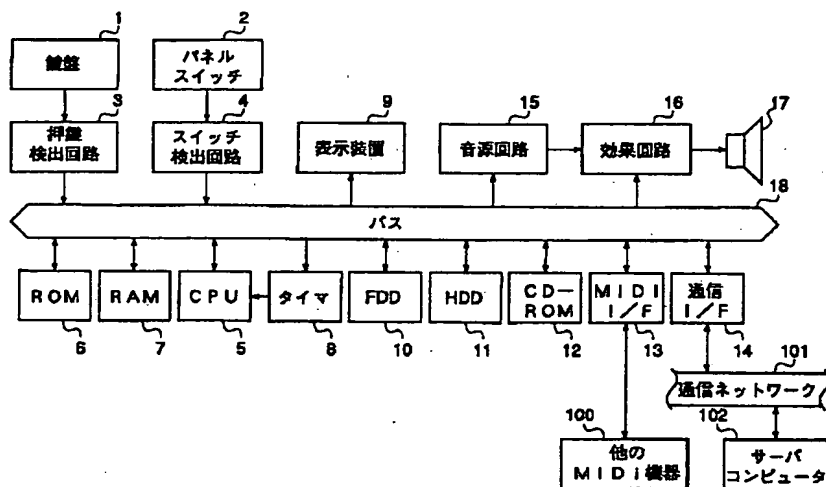 1
2
鍵盤
パネル
スイッチ
3
4
9
15
16
17
押鍵
検出回路
スイッチ
検出回路
表示装置
音源回路
効果回路
18
バス
ROM
RAM
CPU
タイマ
FDD
HDD
CD−
ROM
MIDI
I/F
通信
I/F
6
7
5
8
10
11
12
13
14
101
通信ネットワーク
100
102
他の
MIDi機器
サーバ
コンピュータ